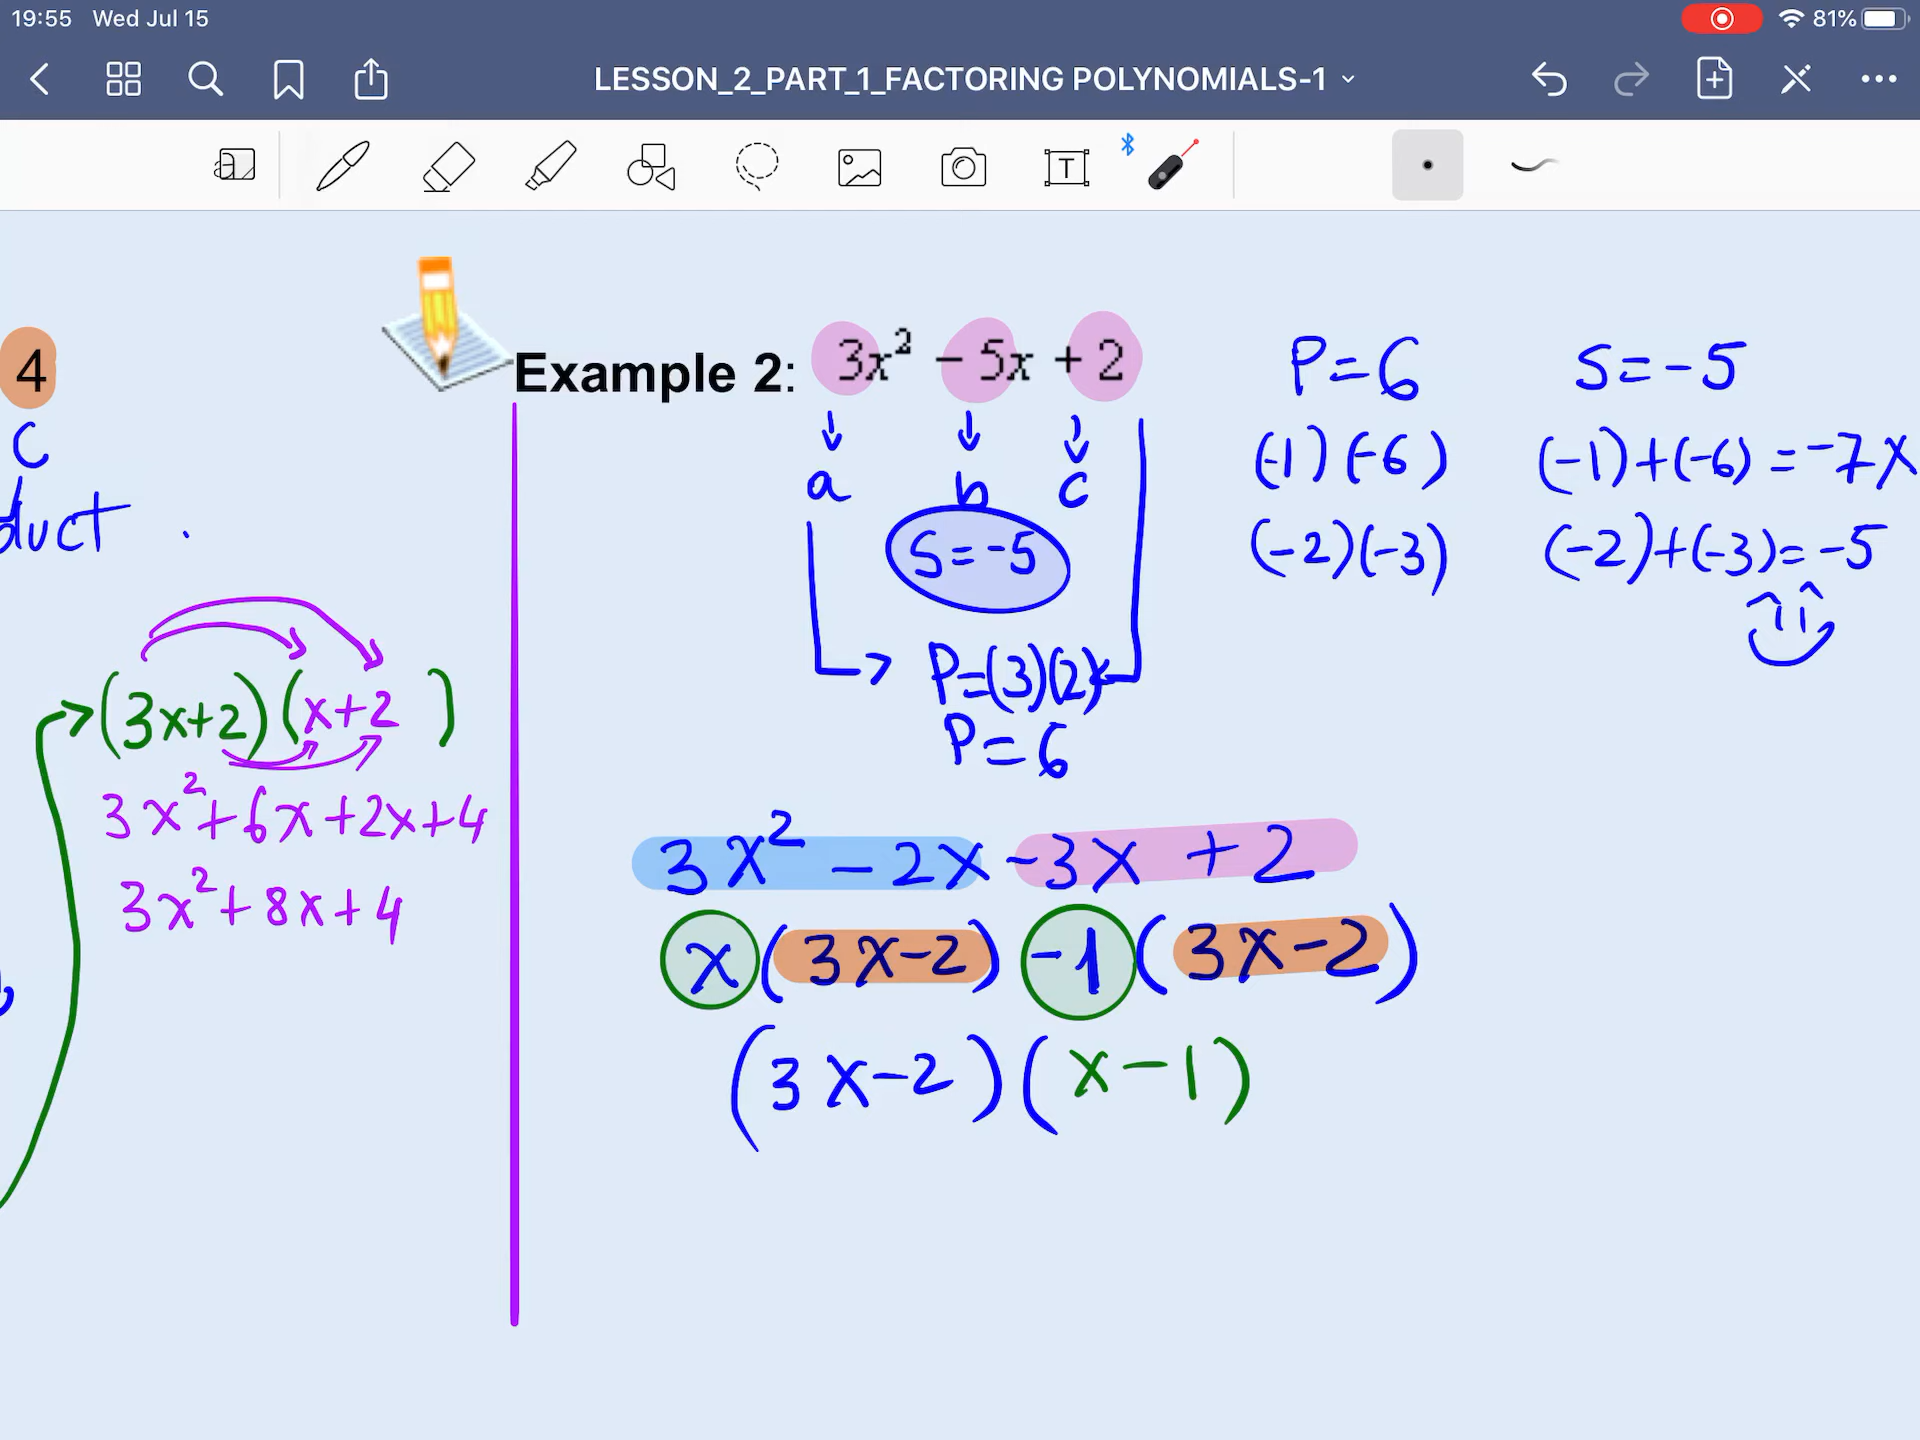 19:55 Wed Jul 15
81%
LESSON_2_PART_1_FACTORING POLYNOMIALS-1
4
C
duct .
(3x+2)(x+2 )
3x²+6x+2x+4
3x²+8x+4
Example 2: 3x² − 5x + 2
a b c
S=-5
P=(3)(2)
P=6
P=6 S=-5
(-1)(-6) (-1)+(-6)=-7x
(-2)(-3) (-2)+(-3)=-5
3x² -2x -3x +2
x(3x-2) -1(3x-2)
(3x-2)(x-1)